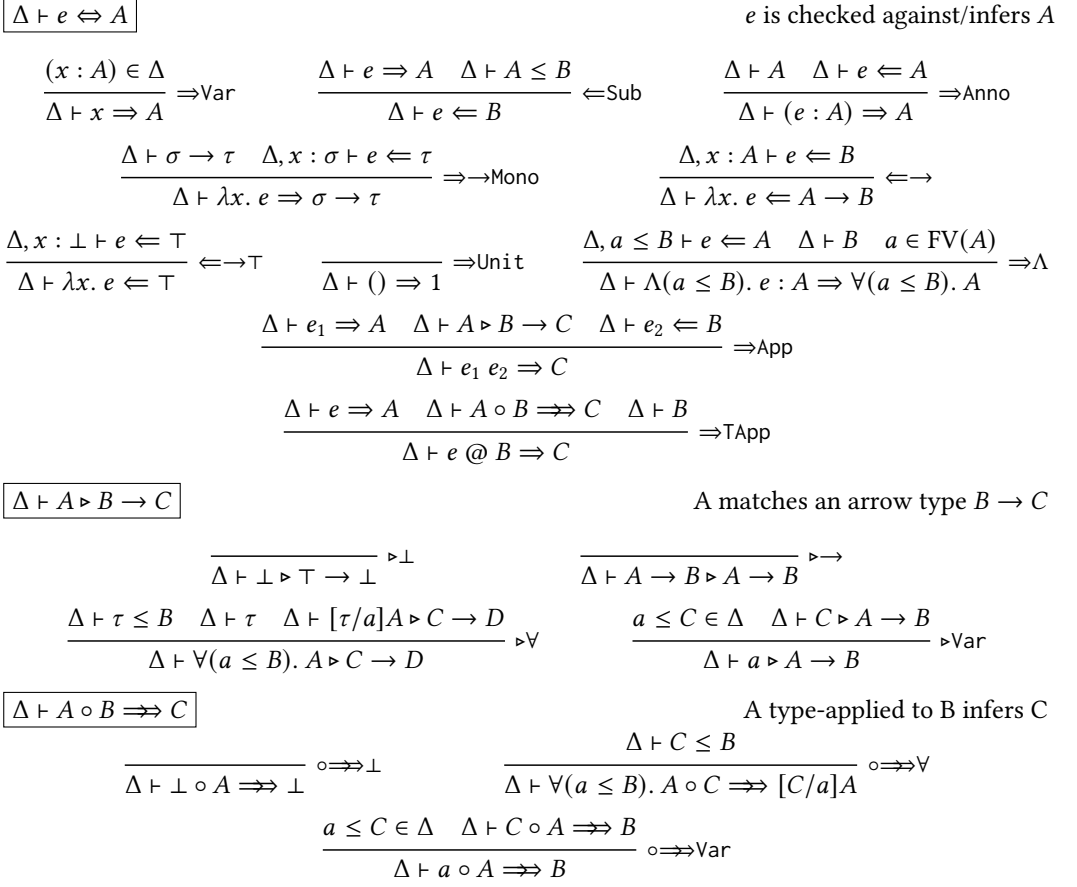 Δ ⊢ e ⇔ A e is checked against/infers A
(x : A) ∈ Δ Δ ⊢ e ⇒ A Δ ⊢ A ≤ B Δ ⊢ A Δ ⊢ e ⇐ A
⇒Var ⇐Sub ⇒Anno
Δ ⊢ x ⇒ A Δ ⊢ e ⇐ B Δ ⊢ (e : A) ⇒ A
Δ ⊢ σ → τ Δ, x : σ ⊢ e ⇐ τ Δ, x : A ⊢ e ⇐ B
⇒→Mono ⇐→
Δ ⊢ λx. e ⇒ σ → τ Δ ⊢ λx. e ⇐ A → B
Δ, x : ⊥ ⊢ e ⇐ ⊤ Δ, a ≤ B ⊢ e ⇐ A Δ ⊢ B a ∈ FV(A)
⇐→⊤ ⇒Unit ⇒Λ
Δ ⊢ λx. e ⇐ ⊤ Δ ⊢ () ⇒ 1 Δ ⊢ Λ(a ≤ B). e : A ⇒ ∀(a ≤ B). A
Δ ⊢ e₁ ⇒ A Δ ⊢ A ▹ B → C Δ ⊢ e₂ ⇐ B
⇒App
Δ ⊢ e₁ e₂ ⇒ C
Δ ⊢ e ⇒ A Δ ⊢ A ∘ B ⇒⇒ C Δ ⊢ B
⇒TApp
Δ ⊢ e @ B ⇒ C
Δ ⊢ A ▹ B → C A matches an arrow type B → C
▹⊥ ▹→
Δ ⊢ ⊥ ▹ ⊤ → ⊥ Δ ⊢ A → B ▹ A → B
Δ ⊢ τ ≤ B Δ ⊢ τ Δ ⊢ [τ/a]A ▹ C → D a ≤ C ∈ Δ Δ ⊢ C ▹ A → B
▹∀ ▹Var
Δ ⊢ ∀(a ≤ B). A ▹ C → D Δ ⊢ a ▹ A → B
Δ ⊢ A ∘ B ⇒⇒ C A type-applied to B infers C
Δ ⊢ C ≤ B
∘⇒⇒⊥ ∘⇒⇒∀
Δ ⊢ ⊥ ∘ A ⇒⇒ ⊥ Δ ⊢ ∀(a ≤ B). A ∘ C ⇒⇒ [C/a]A
a ≤ C ∈ Δ Δ ⊢ C ∘ A ⇒⇒ B
∘⇒⇒Var
Δ ⊢ a ∘ A ⇒⇒ B